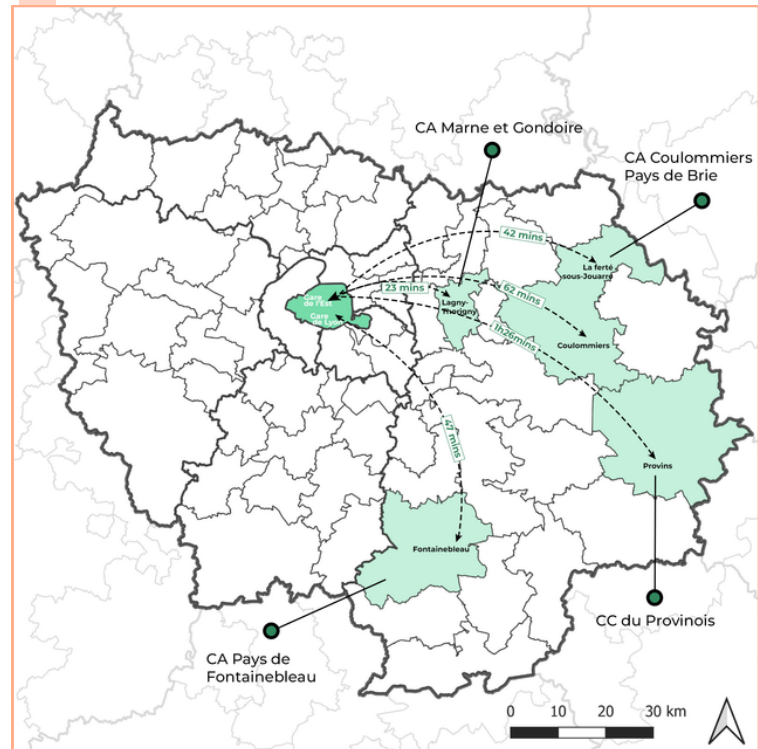 CA Marne et Gondoire
CA Coulommiers
Pays de Brie
42 mins
La ferté
sous-Jouarre
23 mins
Gare
de l'Est
Lagny-
Thorigny
62 mins
Gare
de Lyon
1h26mins
Coulommiers
47 mins
Provins
Fontainebleau
CC du Provinois
CA Pays de
Fontainebleau
0 10 20 30 km